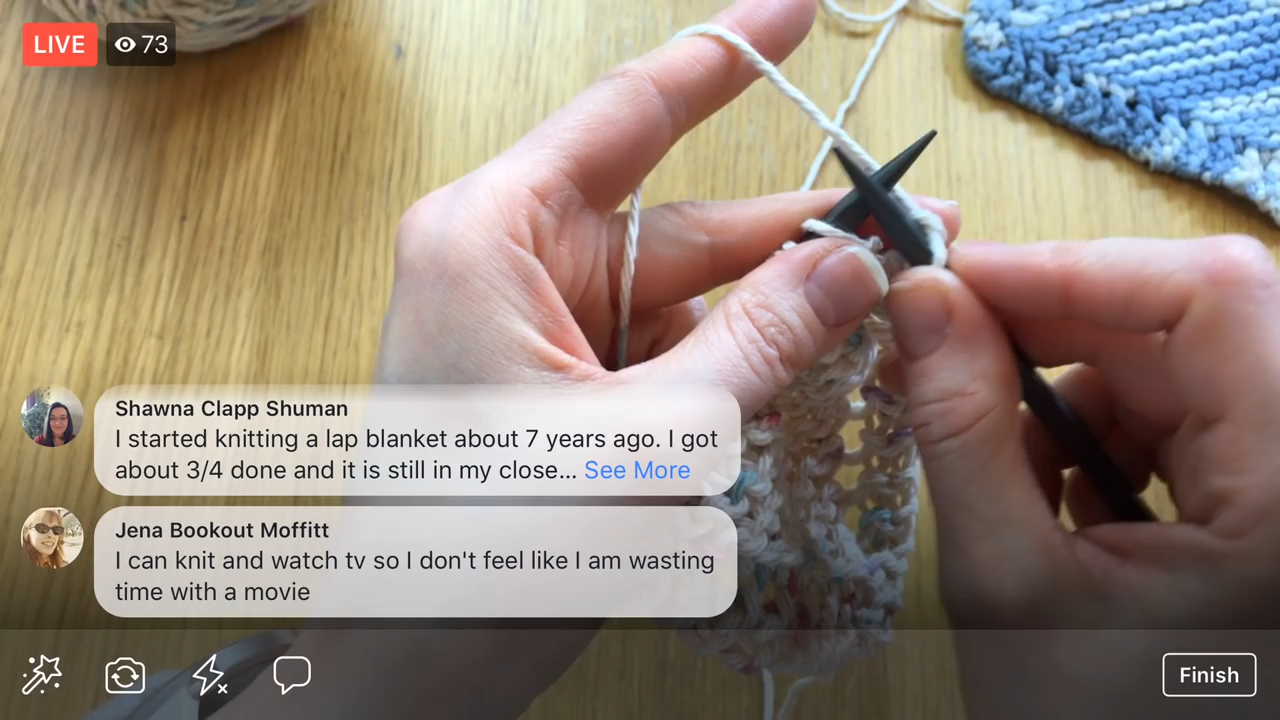 LIVE 73
Shawna Clapp Shuman
I started knitting a lap blanket about 7 years ago. I got
about 3/4 done and it is still in my close... See More
Jena Bookout Moffitt
I can knit and watch tv so I don't feel like I am wasting
time with a movie
Finish